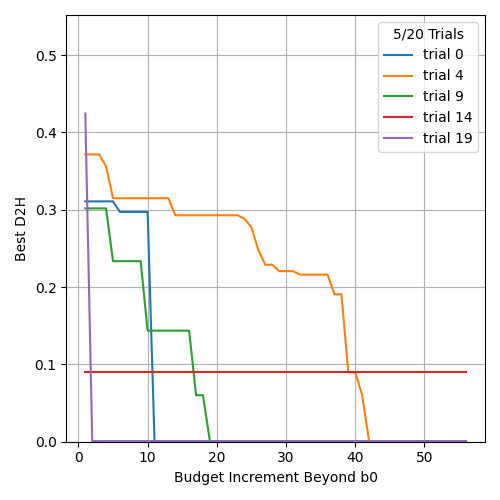 5/20 Trials
trial 0
trial 4
trial 9
trial 14
trial 19
0.5
0.4
0.3
0.2
0.1
0.0
Best D2H
0 10 20 30 40 50
Budget Increment Beyond b0